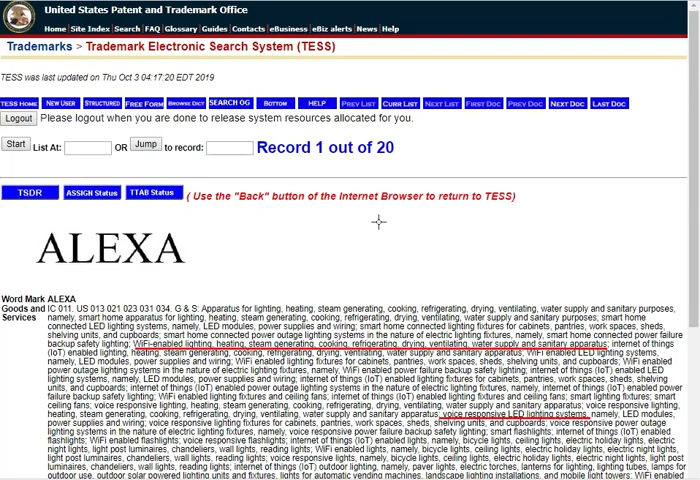 United States Patent and Trademark Office
Home|Site Index|Search|FAQ|Glossary|Guides|Contacts|eBusiness|eBiz alerts|News|Help
Trademarks > Trademark Electronic Search System (TESS)
TESS was last updated on Thu Oct 3 04:17:20 EDT 2019
TESS HOME NEW USER STRUCTURED FREE FORM BROWSE DICT SEARCH OG BOTTOM HELP PREV LIST CURR LIST NEXT LIST FIRST DOC PREV DOC NEXT DOC LAST DOC
Logout Please logout when you are done to release system resources allocated for you.
Start List At: OR Jump to record: Record 1 out of 20
TSDR ASSIGN Status TTAB Status ( Use the "Back" button of the Internet Browser to return to TESS)
ALEXA
Word Mark ALEXA
Goods and Services IC 011. US 013 021 023 031 034. G & S: Apparatus for lighting, heating, steam generating, cooking, refrigerating, drying, ventilating, water supply and sanitary purposes,
namely, smart home apparatus for lighting, heating, steam generating, cooking, refrigerating, drying, ventilating, water supply and sanitary purposes; smart home
connected LED lighting systems, namely, LED modules, power supplies and wiring; smart home connected lighting fixtures for cabinets, pantries, work spaces, sheds,
shelving units, and cupboards; smart home connected power outage lighting systems in the nature of electric lighting fixtures, namely, smart home connected power failure
backup safety lighting; WiFi-enabled lighting, heating, steam generating, cooking, refrigerating, drying, ventilating, water supply and sanitary apparatus; internet of things
(IoT) enabled lighting, heating, steam generating, cooking, refrigerating, drying, ventilating, water supply and sanitary apparatus; WiFi enabled LED lighting systems,
namely, LED modules, power supplies and wiring; WiFi enabled lighting fixtures for cabinets, pantries, work spaces, sheds, shelving units, and cupboards; WiFi enabled
power outage lighting systems in the nature of electric lighting fixtures, namely, WiFi enabled power failure backup safety lighting; internet of things (IoT) enabled LED
lighting systems, namely, LED modules, power supplies and wiring; internet of things (IoT) enabled lighting fixtures for cabinets, pantries, work spaces, sheds, shelving
units, and cupboards; internet of things (IoT) enabled power outage lighting systems in the nature of electric lighting fixtures, namely, internet of things (IoT) enabled power
failure backup safety lighting; WiFi enabled lighting fixtures and ceiling fans; internet of things (IoT) enabled lighting fixtures and ceiling fans; smart lighting fixtures; smart
ceiling fans; voice responsive lighting, heating, steam generating, cooking, refrigerating, drying, ventilating, water supply and sanitary apparatus; voice responsive lighting,
heating, steam generating, cooking, refrigerating, drying, ventilating, water supply and sanitary apparatus; voice responsive LED lighting systems, namely, LED modules,
power supplies and wiring; voice responsive lighting fixtures for cabinets, pantries, work spaces, sheds, shelving units, and cupboards; voice responsive power outage
lighting systems in the nature of electric lighting fixtures, namely, voice responsive power failure backup safety lighting; smart flashlights; internet of things (IoT) enabled
flashlights; WiFi enabled flashlights; voice responsive flashlights; internet of things (IoT) enabled lights, namely, bicycle lights, ceiling lights, electric holiday lights, electric
night lights, light post luminaires, chandeliers, wall lights, reading lights; WiFi enabled lights, namely, bicycle lights, ceiling lights, electric holiday lights, electric night lights,
light post luminaires, chandeliers, wall lights, reading lights; voice responsive lights, namely, bicycle lights, ceiling lights, electric holiday lights, electric night lights, light post
luminaires, chandeliers, wall lights, reading lights; internet of things (IoT) outdoor lighting, namely, paver lights, electric torches, lanterns for lighting, lighting tubes, lamps for
outdoor use, outdoor solar powered lighting units and fixtures, lights for automatic vending machines, landscape lighting installations, and mobile light towers; WiFi enabled